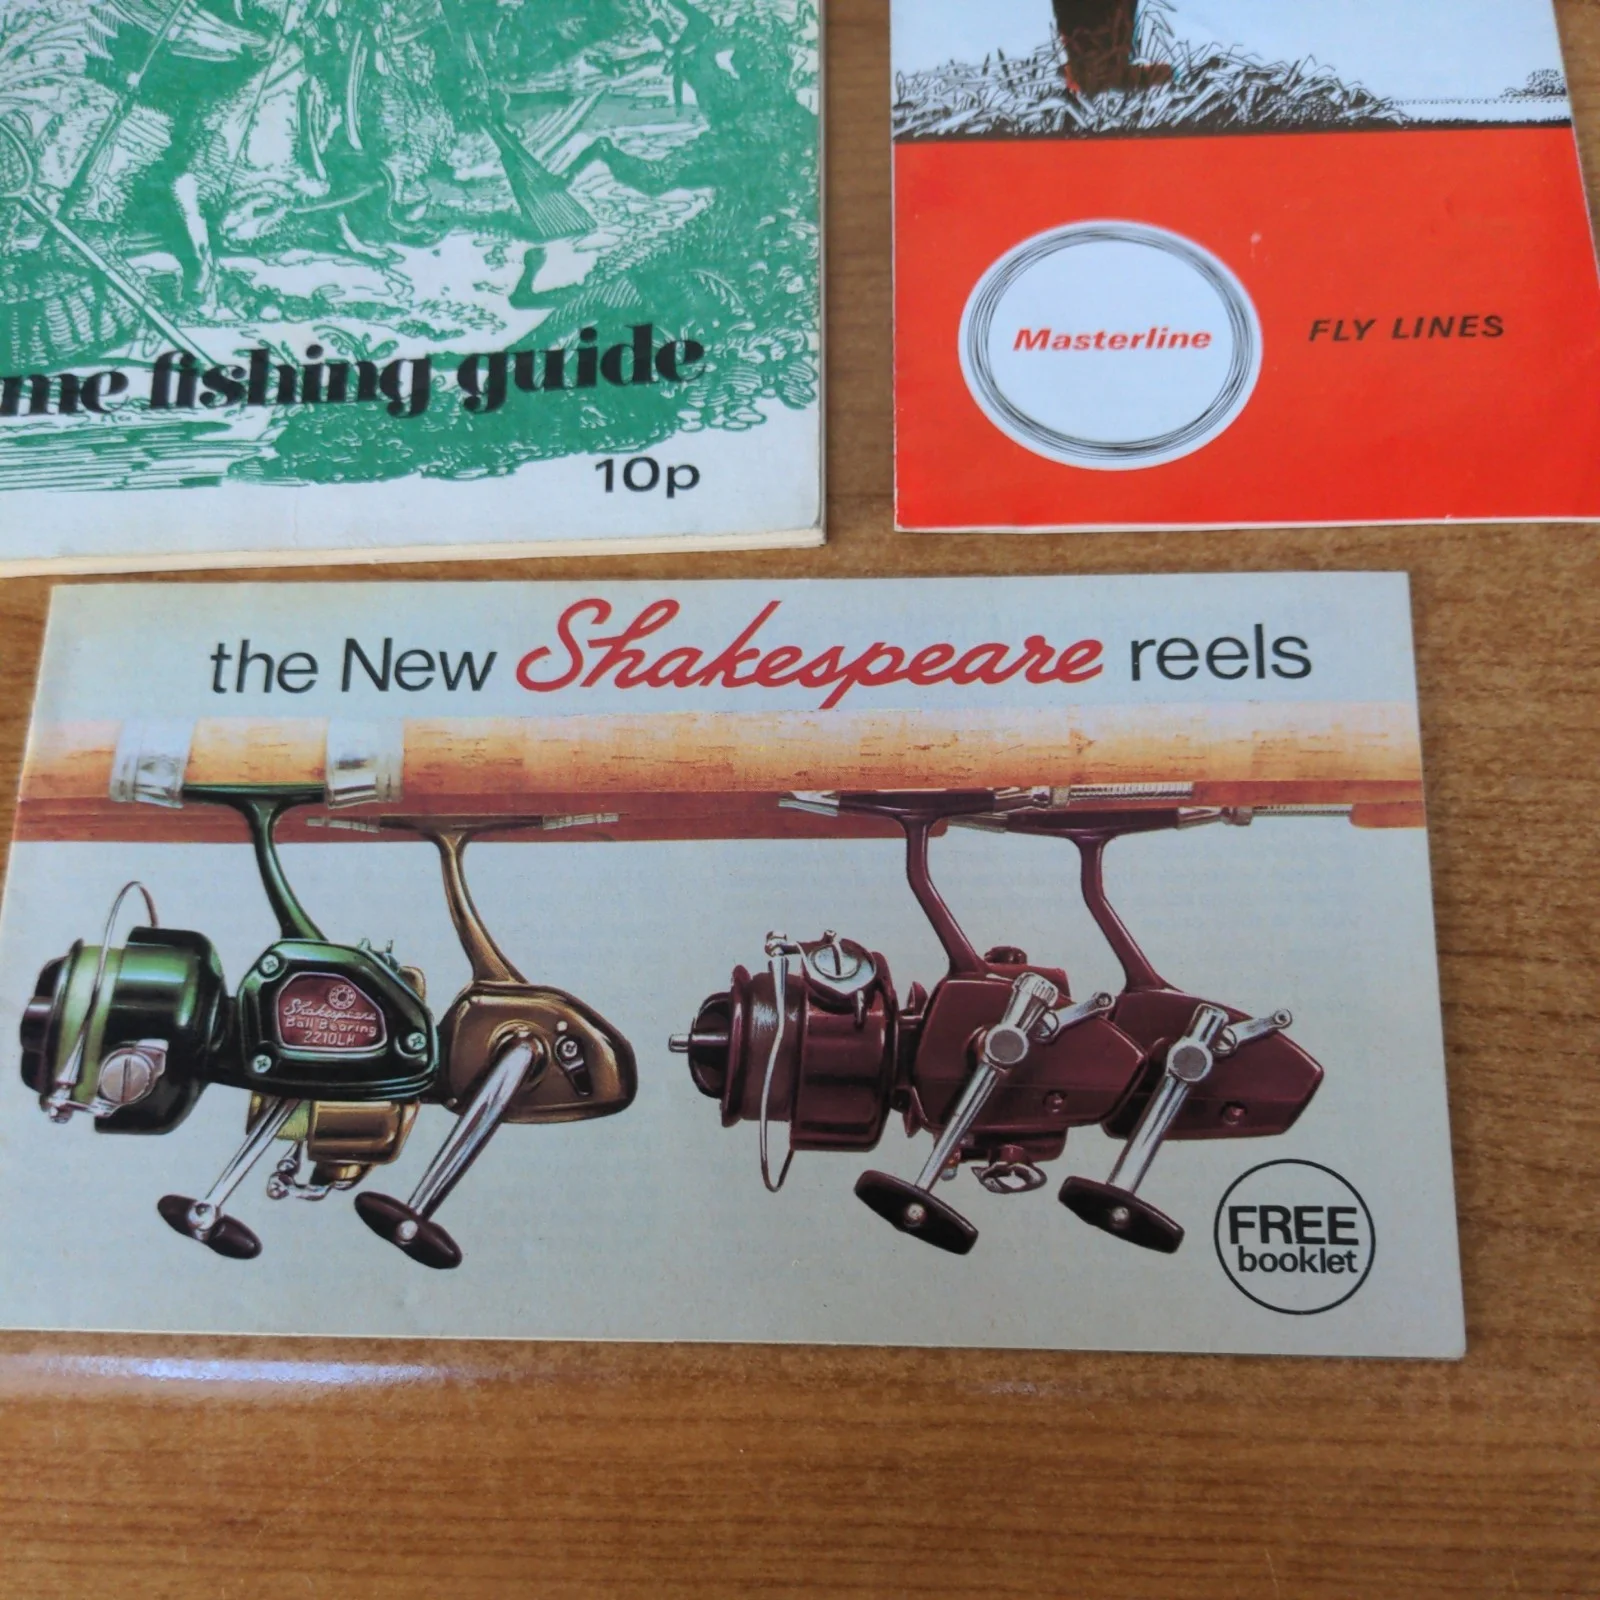 me fishing guide
10p
Masterline
FLY LINES
the New Shakespeare reels
Shakespeare
Ball Bearing
2210LH
FREE
booklet